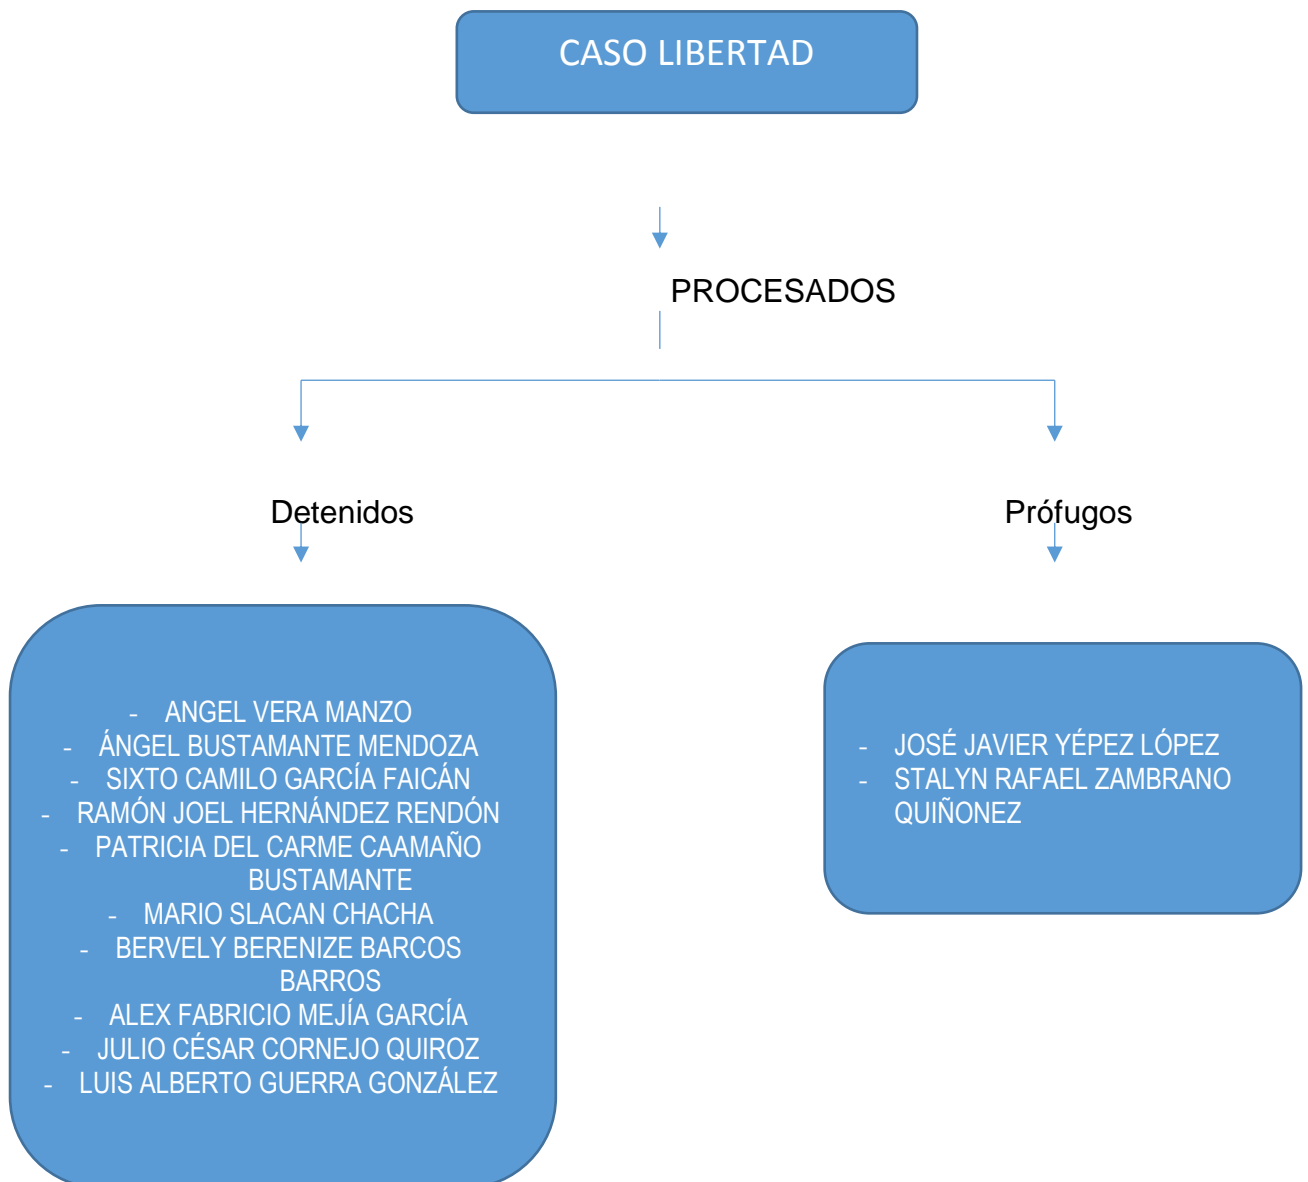 CASO LIBERTAD
PROCESADOS
Detenidos
Prófugos
- ANGEL VERA MANZO
- ÁNGEL BUSTAMANTE MENDOZA
- SIXTO CAMILO GARCÍA FAICÁN
- RAMÓN JOEL HERNÁNDEZ RENDÓN
- PATRICIA DEL CARME CAAMAÑO
BUSTAMANTE
- MARIO SLACAN CHACHA
- BERVELY BERENIZE BARCOS
BARROS
- ALEX FABRICIO MEJÍA GARCÍA
- JULIO CÉSAR CORNEJO QUIROZ
- LUIS ALBERTO GUERRA GONZÁLEZ
- JOSÉ JAVIER YÉPEZ LÓPEZ
- STALYN RAFAEL ZAMBRANO
QUIÑONEZ